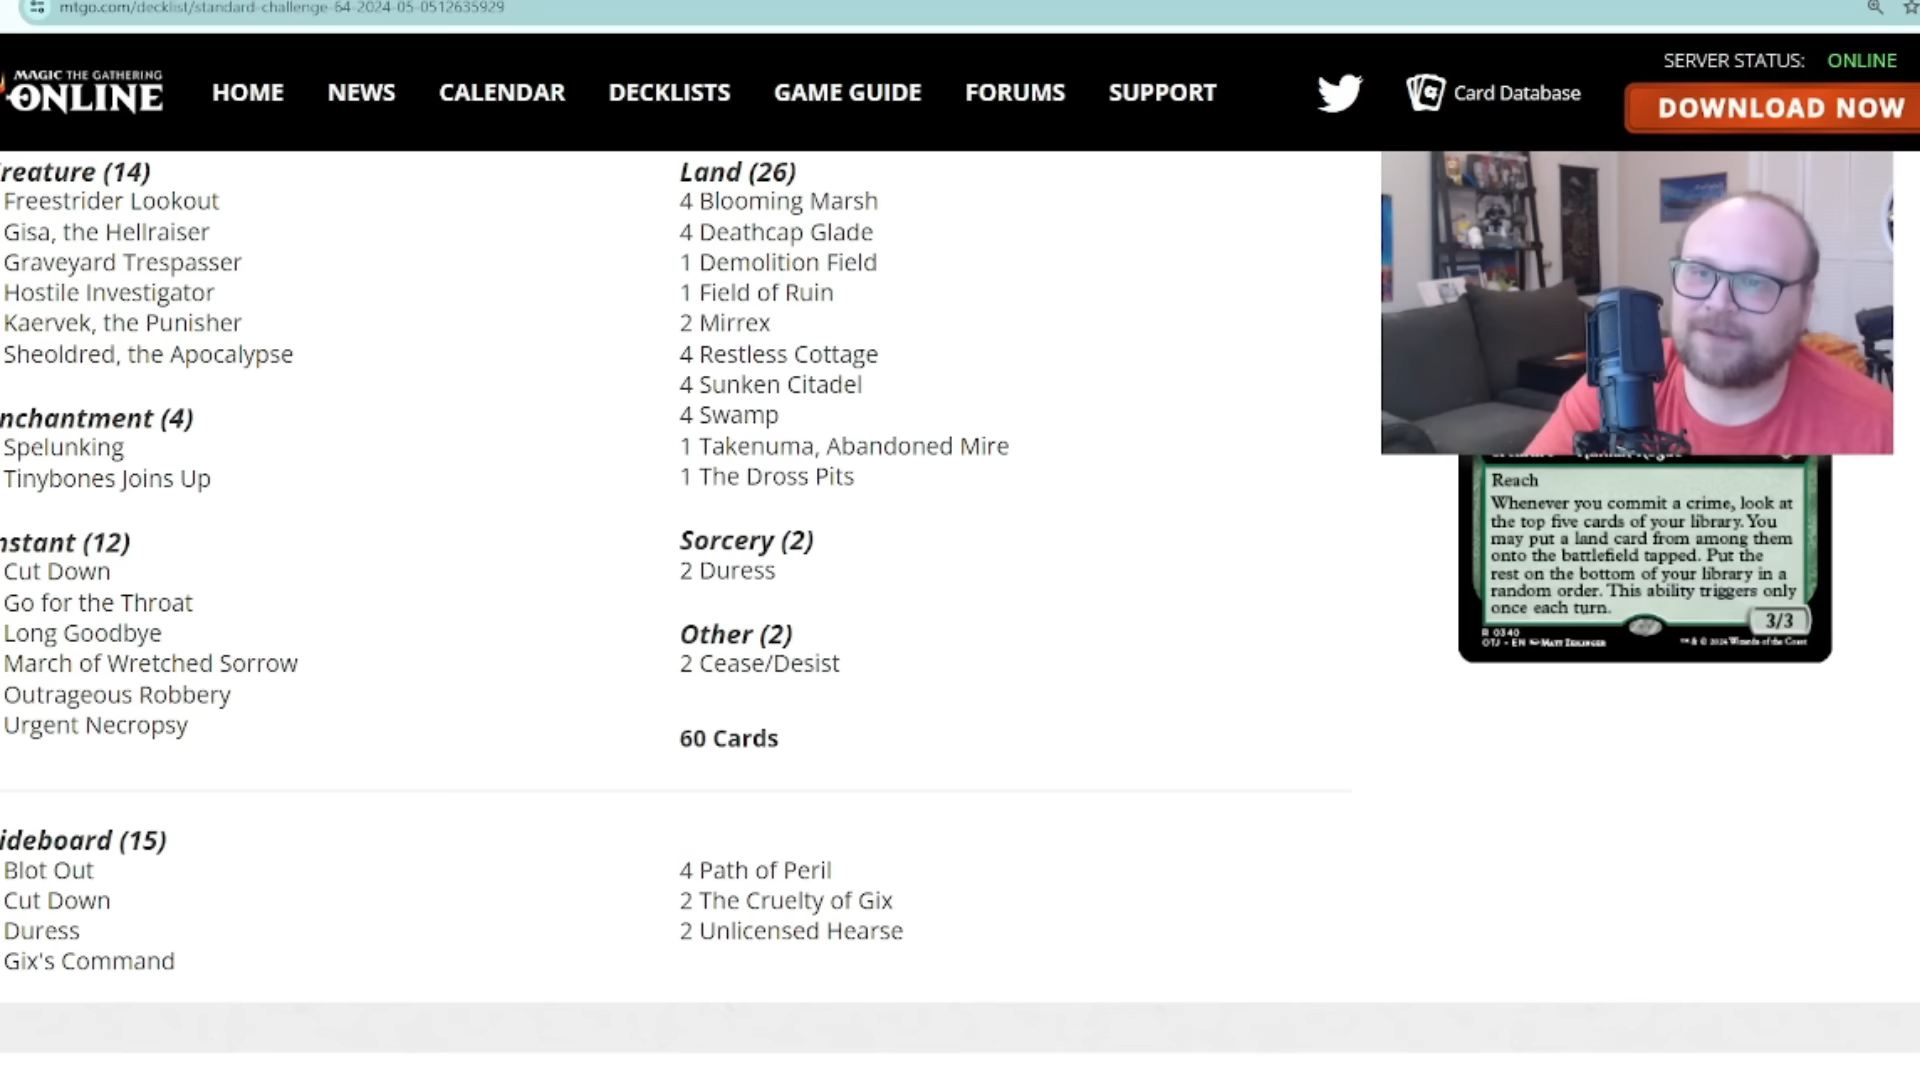 mtgo.com/decklist/standard-challenge-64-2024-05-0512635929
MAGIC THE GATHERING
ONLINE
HOME
NEWS
CALENDAR
DECKLISTS
GAME GUIDE
FORUMS
SUPPORT
Card Database
SERVER STATUS: ONLINE
DOWNLOAD NOW
reature (14)
Freestrider Lookout
Gisa, the Hellraiser
Graveyard Trespasser
Hostile Investigator
Kaervek, the Punisher
Sheoldred, the Apocalypse
nchantment (4)
Spelunking
Tinybones Joins Up
nstant (12)
Cut Down
Go for the Throat
Long Goodbye
March of Wretched Sorrow
Outrageous Robbery
Urgent Necropsy
Land (26)
4 Blooming Marsh
4 Deathcap Glade
1 Demolition Field
1 Field of Ruin
2 Mirrex
4 Restless Cottage
4 Sunken Citadel
4 Swamp
1 Takenuma, Abandoned Mire
1 The Dross Pits
Sorcery (2)
2 Duress
Other (2)
2 Cease/Desist
60 Cards
ideboard (15)
Blot Out
Cut Down
Duress
Gix's Command
4 Path of Peril
2 The Cruelty of Gix
2 Unlicensed Hearse
Reach
Whenever you commit a crime, look at
the top five cards of your library. You
may put a land card from among them
onto the battlefield tapped. Put the
rest on the bottom of your library in a
random order. This ability triggers only
once each turn.
3/3
R 0340
OTJ • EN
™ & © 2024 Wizards of the Coast